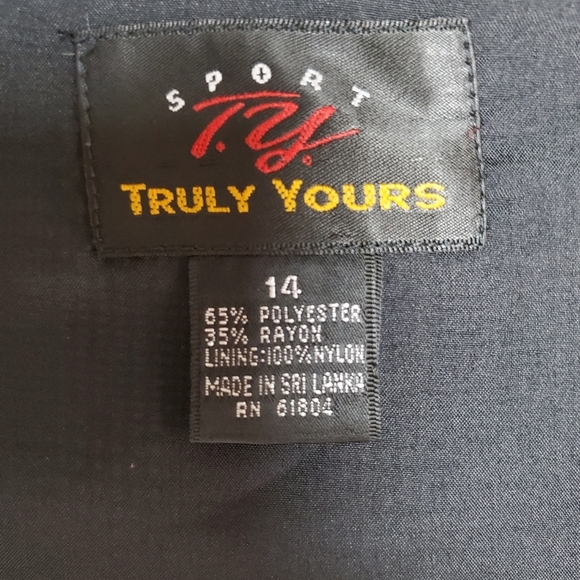 SPORT
T.Y.
TRULY YOURS
14
65% POLYESTER
35% RAYON
LINING:100% NYLON
MADE IN SRI LANKA
RN 61804